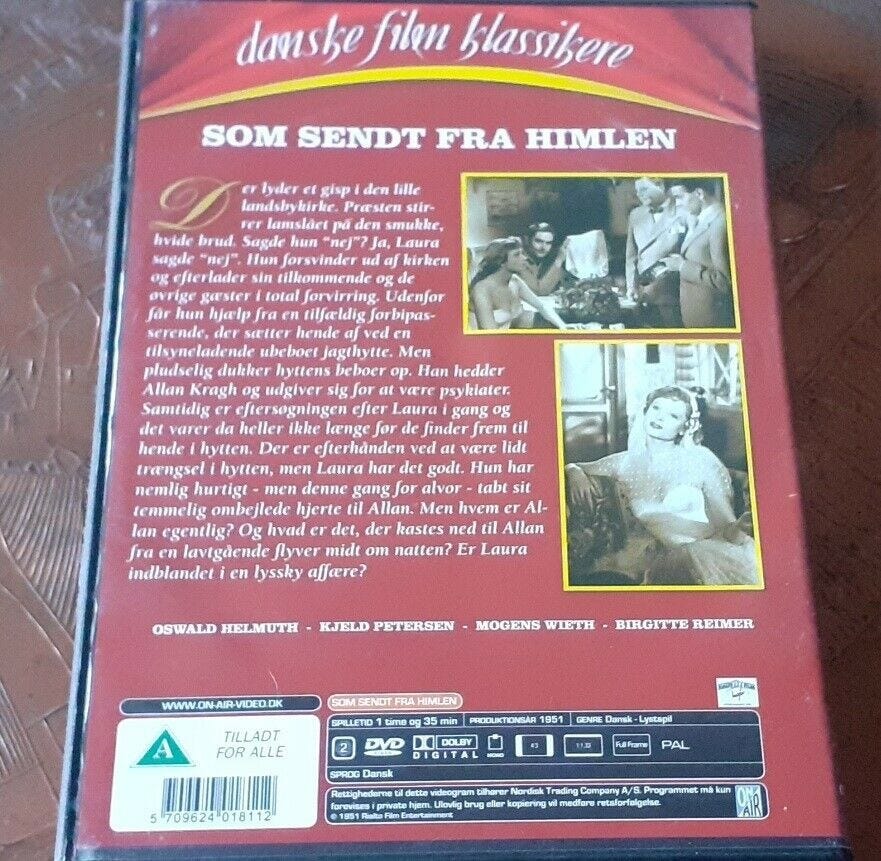 danske film klassikere
SOM SENDT FRA HIMLEN
Der lyder et gisp i den lille
landsbykirke. Præsten stir-
rer lamslået på den smukke,
hvide brud. Sagde hun "nej"? Ja, Laura
sagde "nej". Hun forsvinder ud af kirken
og efterlader sin tilkommende og de
øvrige gæster i total forvirring. Udenfor
får hun hjælp fra en tilfældig forbipas-
serende, der sætter hende af ved en
tilsyneladende ubeboet jagthytte. Men
pludselig dukker hyttens beboer op. Han hedder
Allan Kragh og udgiver sig for at være psykiater.
Samtidig er eftersøgningen efter Laura i gang og
det varer da heller ikke længe før de finder frem til
hende i hytten. Der er efterhånden ved at være lidt
trængsel i hytten, men Laura har det godt. Hun har
nemlig hurtigt - men denne gang for alvor - tabt sit
temmelig ombejlede hjerte til Allan. Men hvem er Al-
lan egentlig? Og hvad er det, der kastes ned til Allan
fra en lavtgående flyver midt om natten? Er Laura
indblandet i en lyssky affære?
OSWALD HELMUTH - KJELD PETERSEN - MOGENS WIETH - BIRGITTE REIMER
WWW.ON-AIR-VIDEO.DK
SOM SENDT FRA HIMLEN
A
TILLADT
FOR ALLE
5 709624 018112
SPILLETID 1 time og 35 min
PRODUKTIONSÅR 1951
GENRE Dansk - Lystspil
2
DVD
DOLBY
DIGITAL
MONO
4:3
1:1.33
Full Frame
PAL
SPROG Dansk
Rettighederne til dette videogram tilhører Nordisk Trading Company A/S. Programmet må kun
forevises i private hjem. Ulovlig brug eller kopiering vil medføre retsforfølgelse.
© 1951 Rialto Film Entertainment
ON
AIR